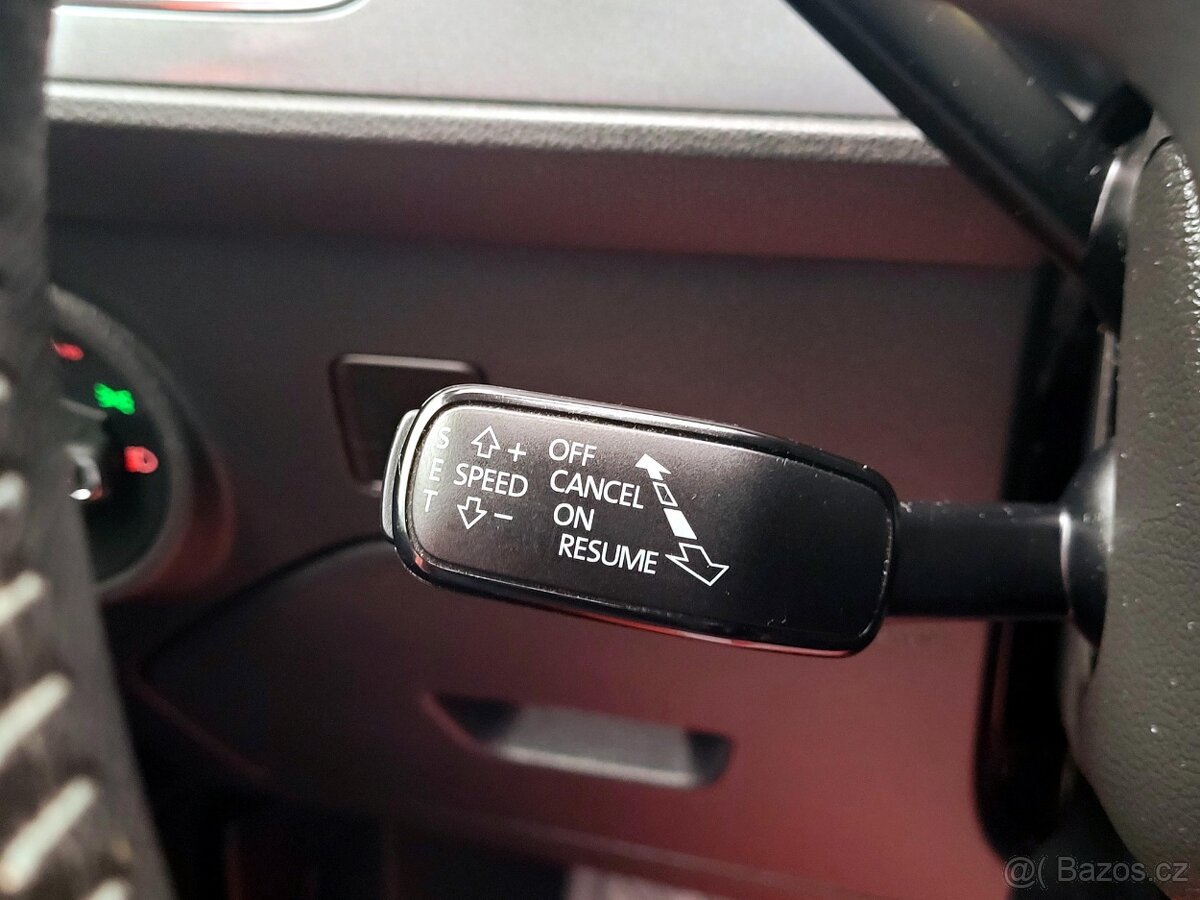 S
E
T
+
SPEED
−
OFF
CANCEL
ON
RESUME
@( Bazos.cz